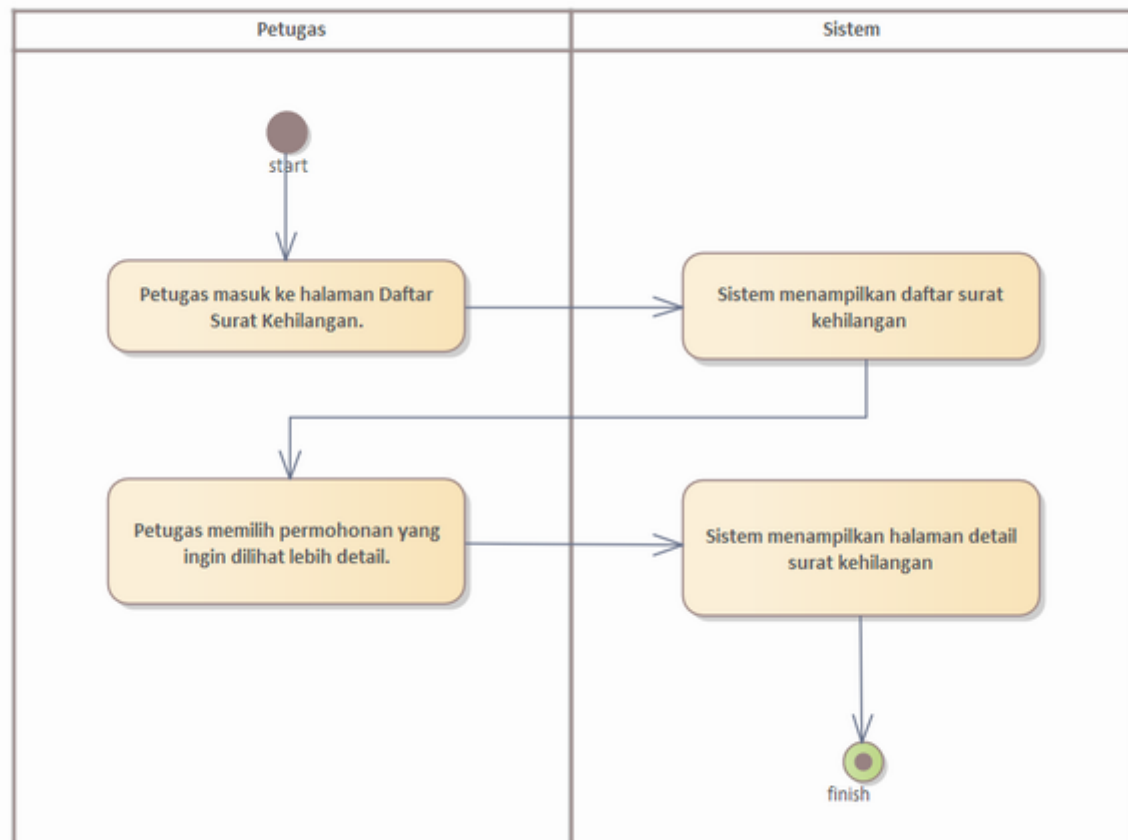 Petugas
Sistem
start
Petugas masuk ke halaman Daftar
Surat Kehilangan.
Sistem menampilkan daftar surat
kehilangan
Petugas memilih permohonan yang
ingin dilihat lebih detail.
Sistem menampilkan halaman detail
surat kehilangan
finish